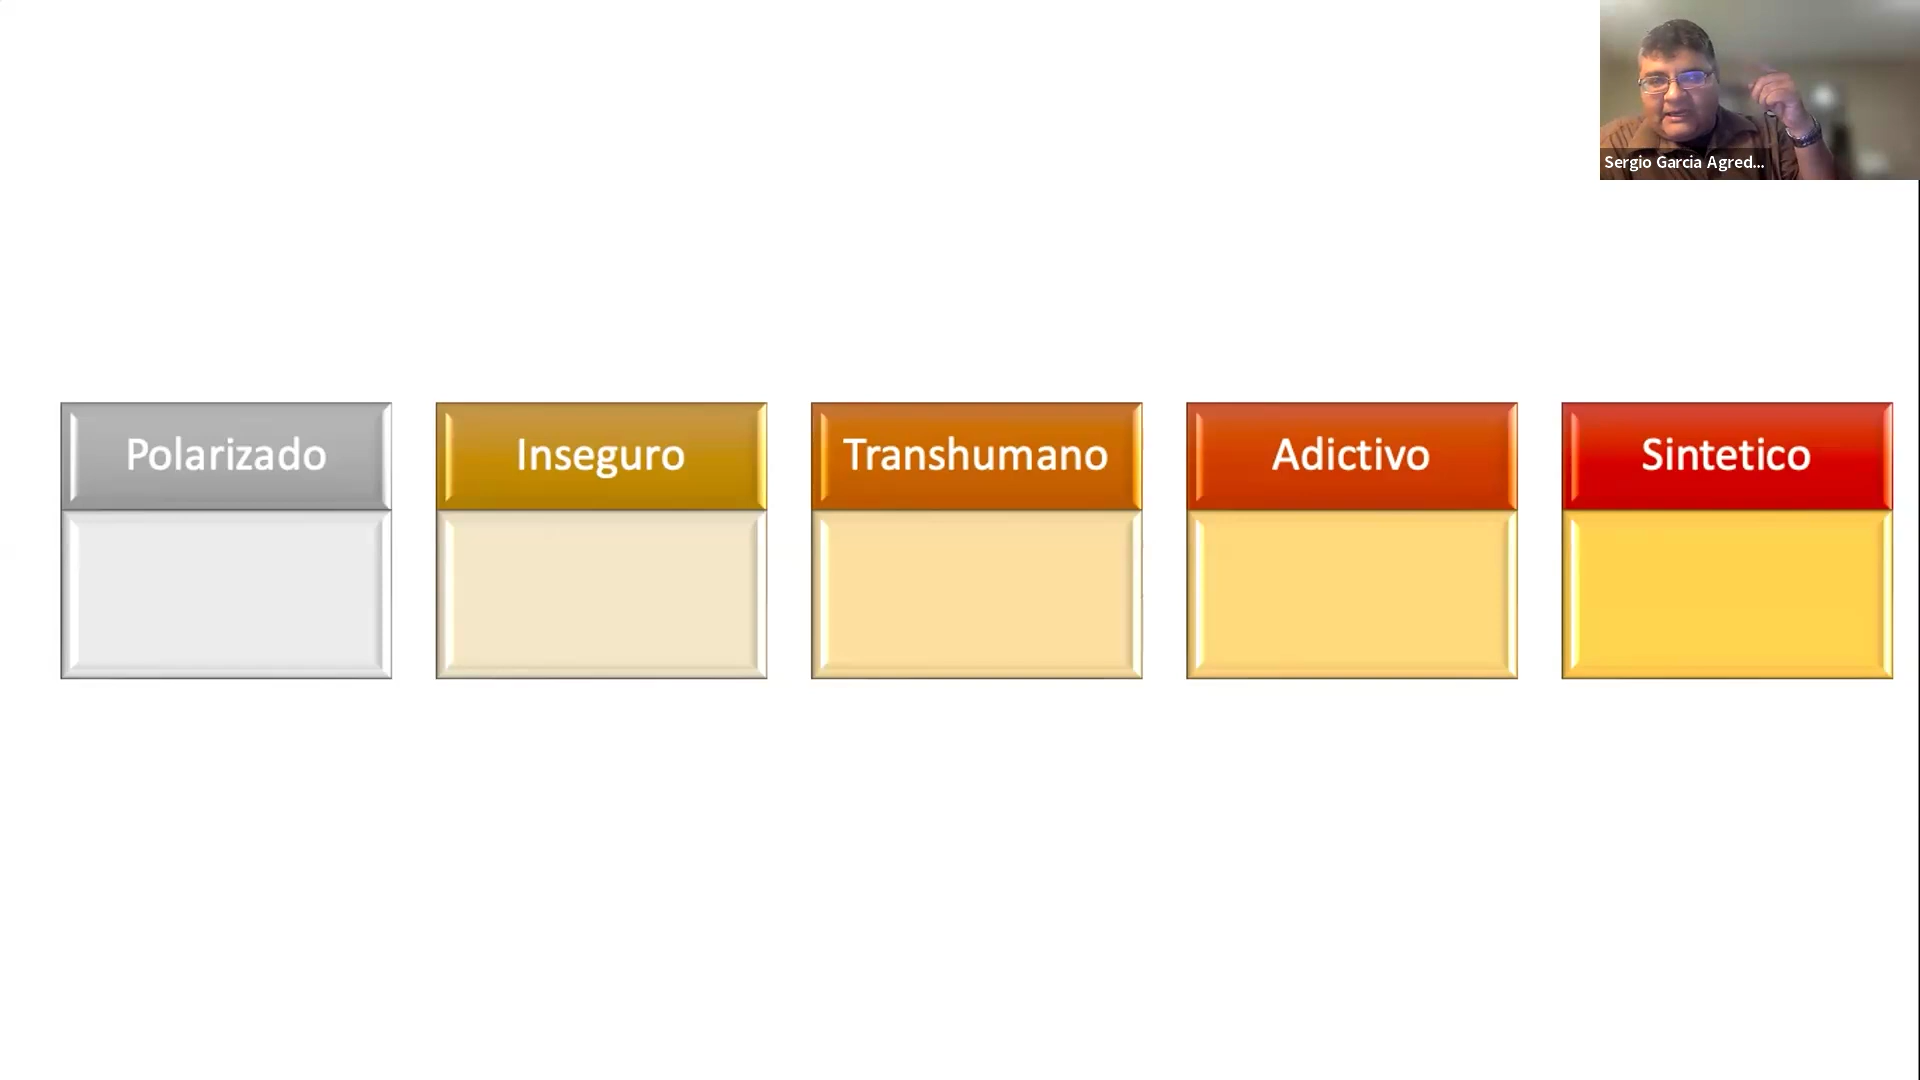 Sergio Garcia Agred...
Polarizado
Inseguro
Transhumano
Adictivo
Sintetico